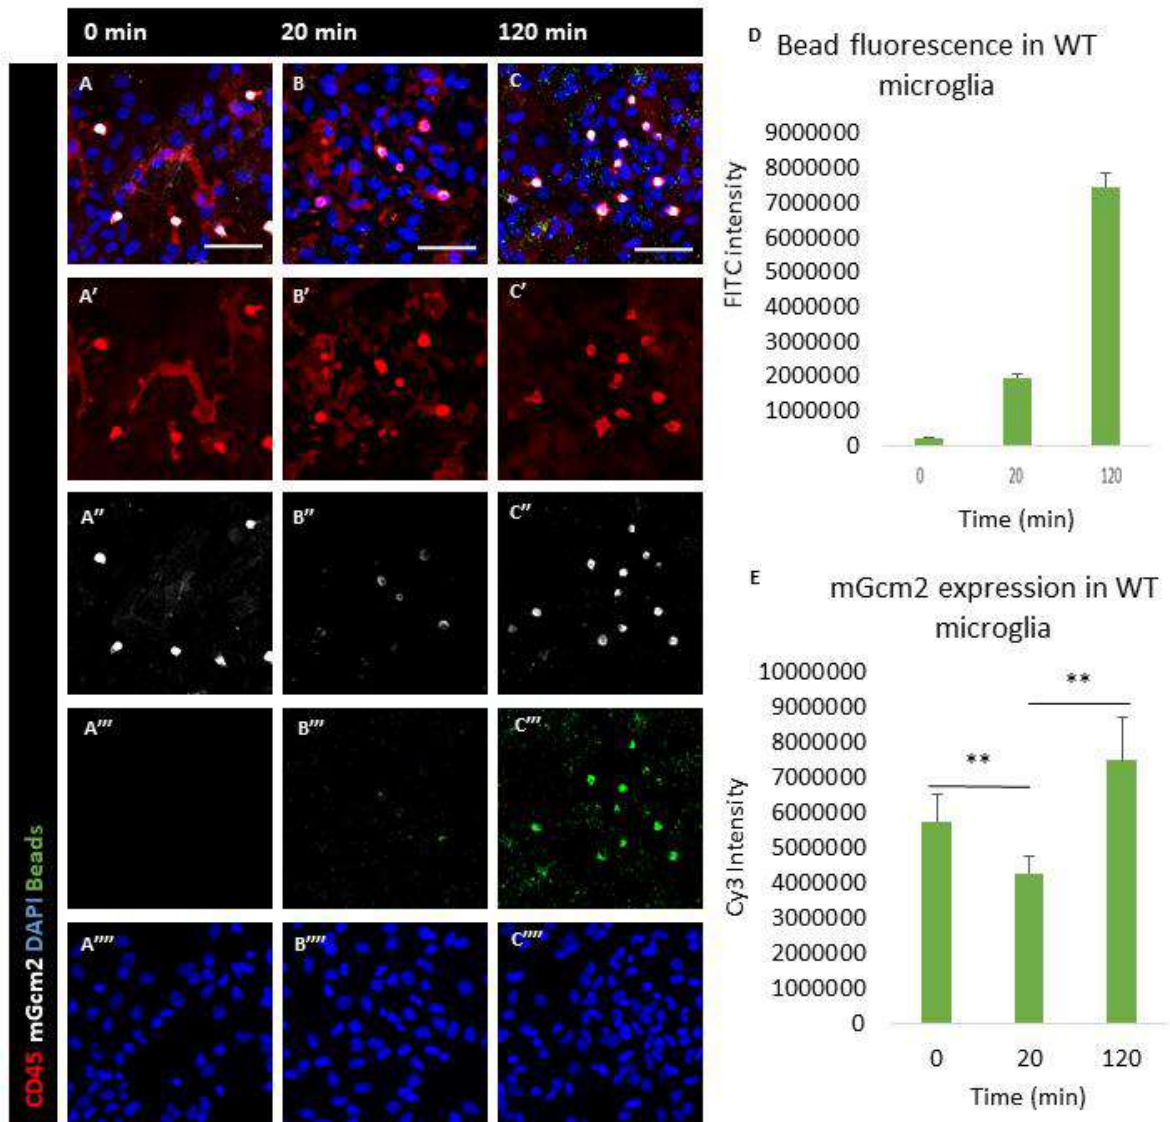 0 min 20 min 120 min
A B C
A' B' C'
A'' B'' C''
A''' B''' C'''
A'''' B'''' C''''
CD45 mGcm2 DAPI Beads
D Bead fluorescence in WT
microglia
FITC intensity
9000000
8000000
7000000
6000000
5000000
4000000
3000000
2000000
1000000
0
0 20 120
Time (min)
E mGcm2 expression in WT
microglia
Cy3 Intensity
10000000
9000000
8000000
7000000
6000000
5000000
4000000
3000000
2000000
1000000
0
**
**
0 20 120
Time (min)